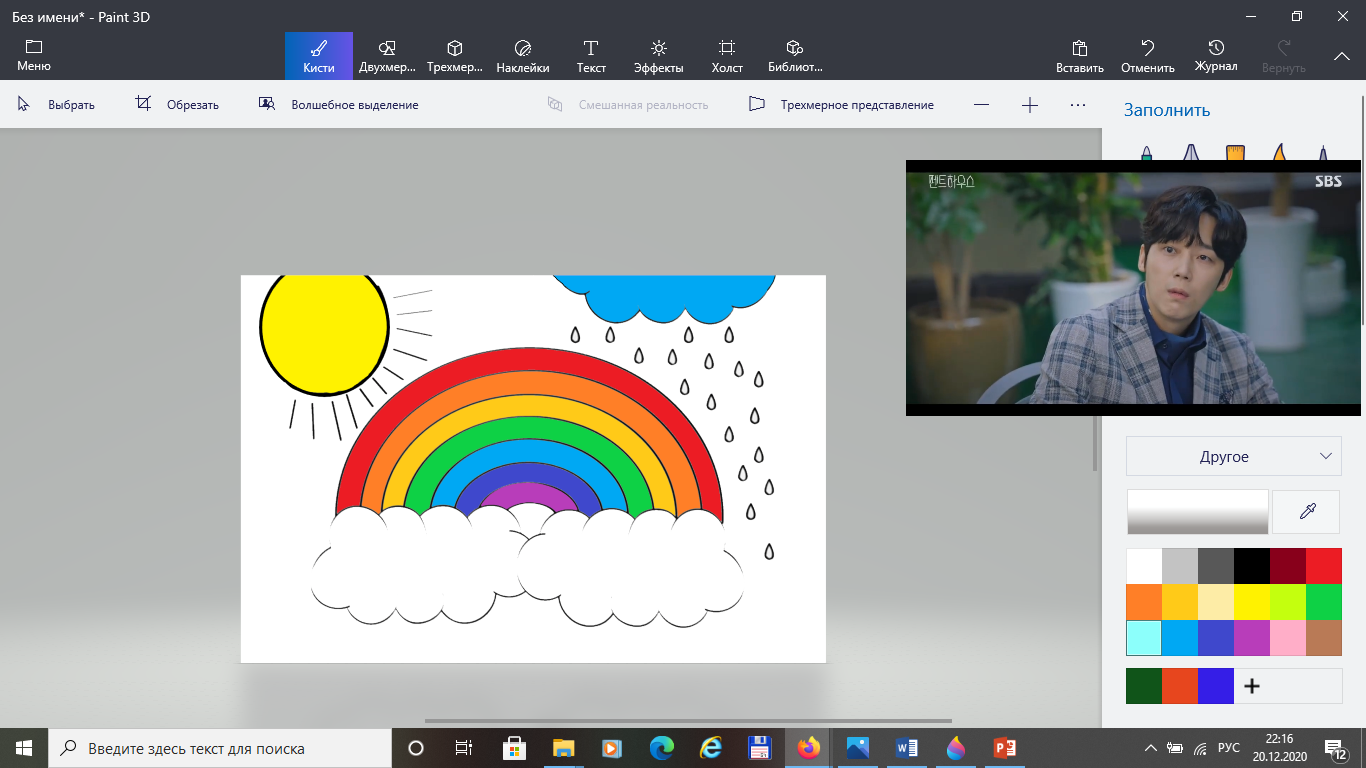 Без имени* - Paint 3D
Меню
Кисти
Двухмер...
Трехмер...
Наклейки
Текст
Эффекты
Холст
Библиот...
Вставить
Отменить
Журнал
Вернуть
Выбрать
Обрезать
Волшебное выделение
Смешанная реальность
Трехмерное представление
Заполнить
펜트하우스
SBS
Другое
Введите здесь текст для поиска
РУС
22:16
20.12.2020
12